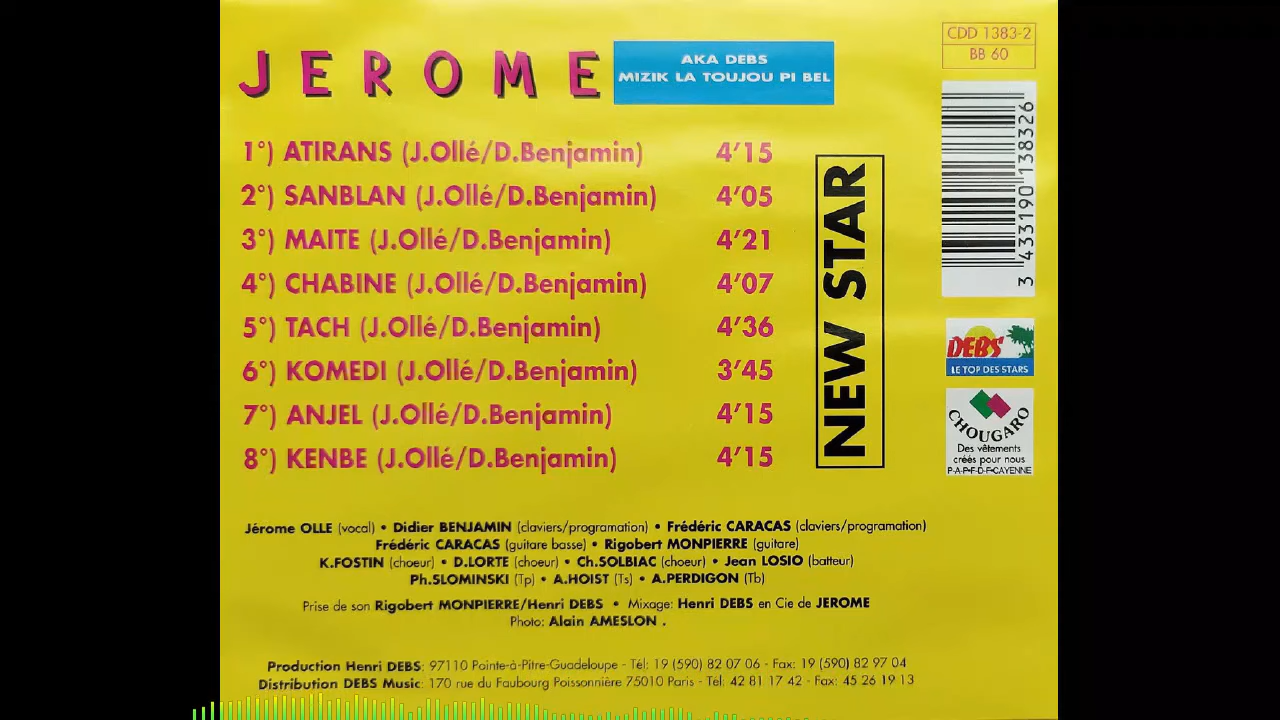 JEROME
AKA DEBS
MIZIK LA TOUJOU PI BEL
CDD 1383-2
BB 60
1°) ATIRANS (J.Ollé/D.Benjamin) 4'15
2°) SANBLAN (J.Ollé/D.Benjamin) 4'05
3°) MAITE (J.Ollé/D.Benjamin) 4'21
4°) CHABINE (J.Ollé/D.Benjamin) 4'07
5°) TACH (J.Ollé/D.Benjamin) 4'36
6°) KOMEDI (J.Ollé/D.Benjamin) 3'45
7°) ANJEL (J.Ollé/D.Benjamin) 4'15
8°) KENBE (J.Ollé/D.Benjamin) 4'15
NEW STAR
3 433190 138326
DEBS
LE TOP DES STARS
CHOUGARO
Des vêtements
créés pour nous
P-A-P-F-D-F-CAYENNE
Jérome OLLE (vocal) • Didier BENJAMIN (claviers/programation) • Frédéric CARACAS (claviers/programation)
Frédéric CARACAS (guitare basse) • Rigobert MONPIERRE (guitare)
K.FOSTIN (choeur) • D.LORTE (choeur) • Ch.SOLBIAC (choeur) • Jean LOSIO (batteur)
Ph.SLOMINSKI (Tp) • A.HOIST (Ts) • A.PERDIGON (Tb)
Prise de son Rigobert MONPIERRE/Henri DEBS • Mixage: Henri DEBS en Cie de JEROME
Photo: Alain AMESLON .
Production Henri DEBS: 97110 Pointe-à-Pitre-Guadeloupe - Tél: 19 (590) 82 07 06 - Fax: 19 (590) 82 97 04
Distribution DEBS Music: 170 rue du Faubourg Poissonnière 75010 Paris - Tél: 42 81 17 42 - Fax: 45 26 19 13